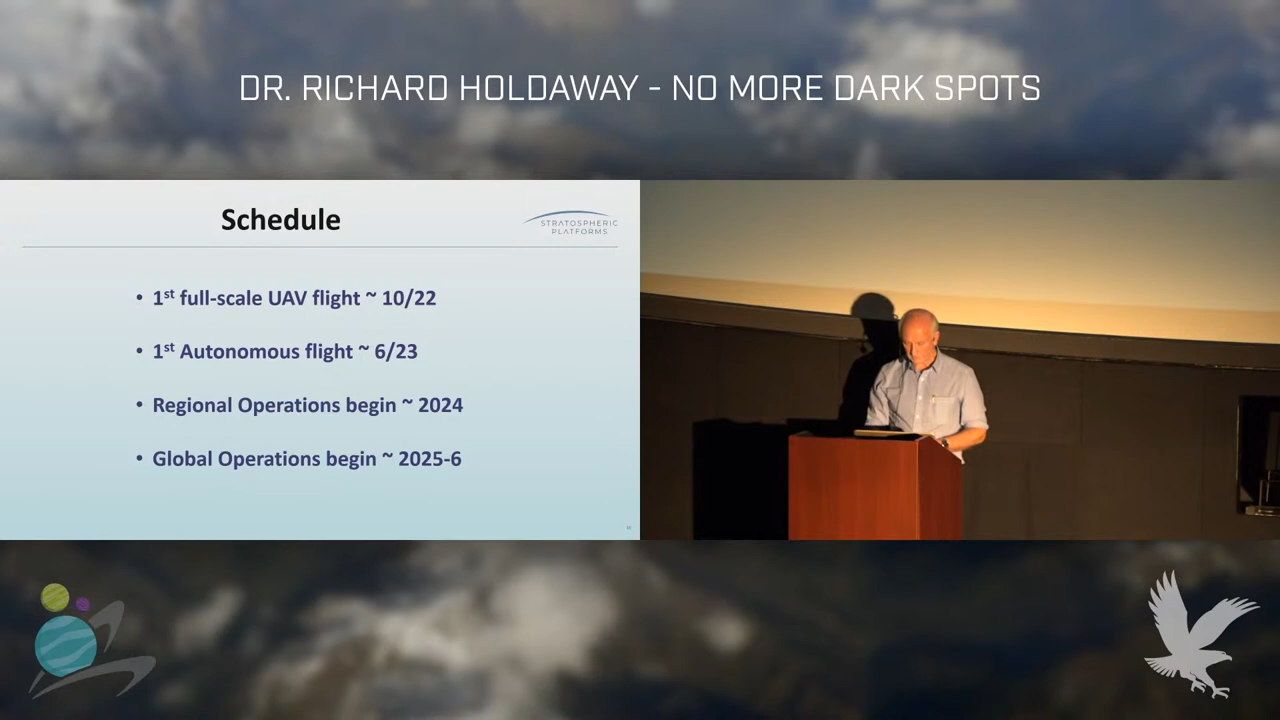 DR. RICHARD HOLDAWAY - NO MORE DARK SPOTS
Schedule
STRATOSPHERIC
PLATFORMS
• 1st full-scale UAV flight ~ 10/22
• 1st Autonomous flight ~ 6/23
• Regional Operations begin ~ 2024
• Global Operations begin ~ 2025-6